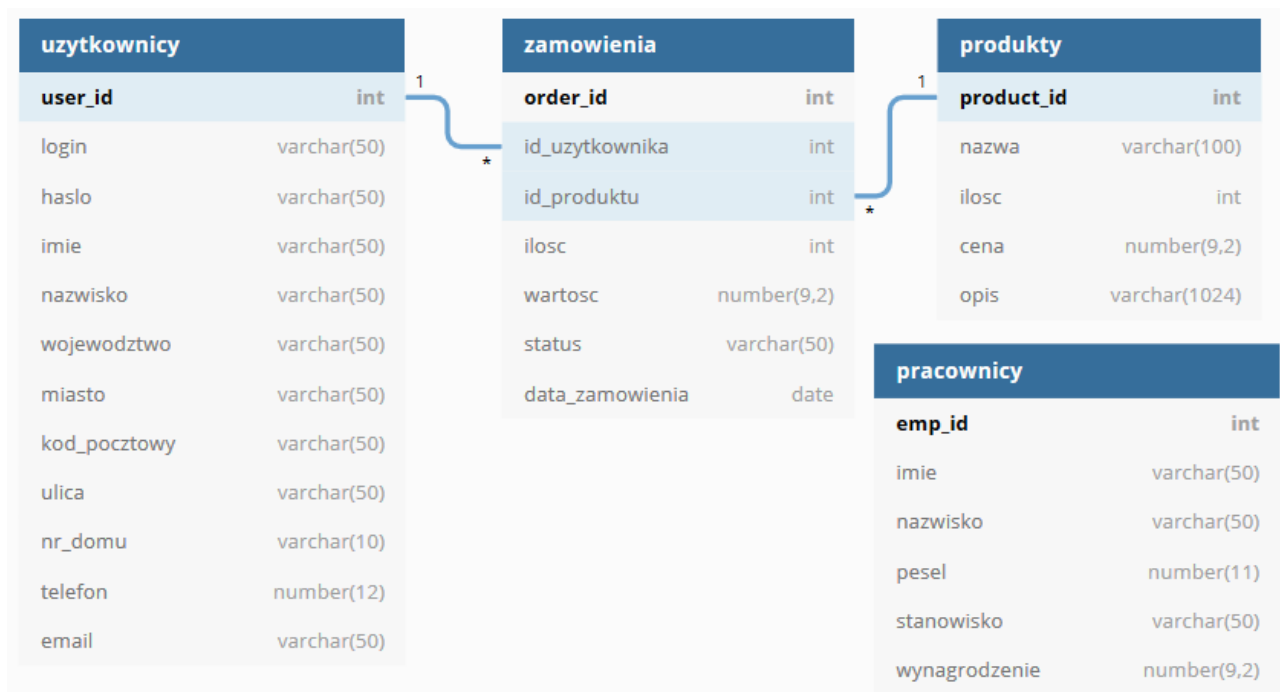 uzytkownicy
user_id int
login varchar(50)
haslo varchar(50)
imie varchar(50)
nazwisko varchar(50)
wojewodztwo varchar(50)
miasto varchar(50)
kod_pocztowy varchar(50)
ulica varchar(50)
nr_domu varchar(10)
telefon number(12)
email varchar(50)
1
*
zamowienia
order_id int
id_uzytkownika int
id_produktu int
ilosc int
wartosc number(9,2)
status varchar(50)
data_zamowienia date
1
*
produkty
product_id int
nazwa varchar(100)
ilosc int
cena number(9,2)
opis varchar(1024)
pracownicy
emp_id int
imie varchar(50)
nazwisko varchar(50)
pesel number(11)
stanowisko varchar(50)
wynagrodzenie number(9,2)